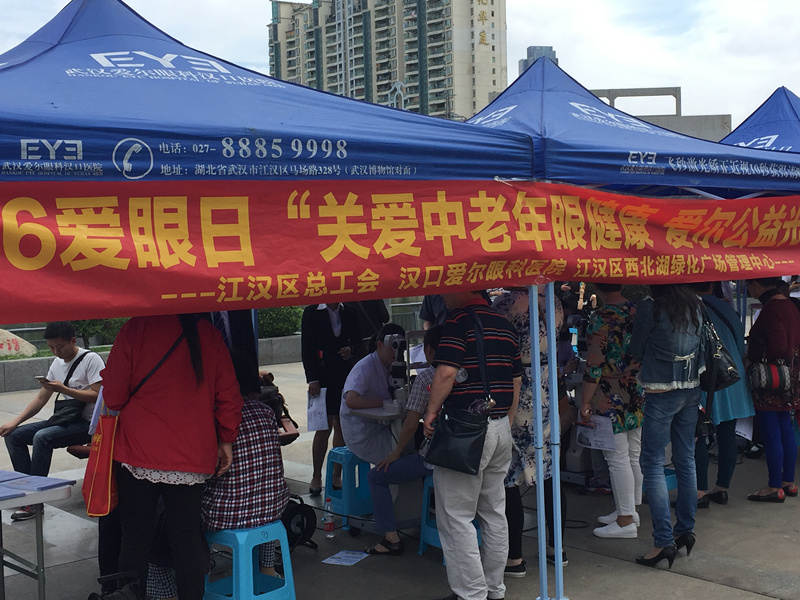 EYE
武汉爱尔眼科汉口医院
EYE
武汉爱尔眼科汉口医院
电话：027-88859998
地址：湖北省武汉市江汉区马场路328号（武汉博物馆对面）
EYE
6爱眼日“关爱中老年眼健康 爱尔公益光
---江汉区总工会 汉口爱尔眼科医院 江汉区西北湖绿化广场管理中心---